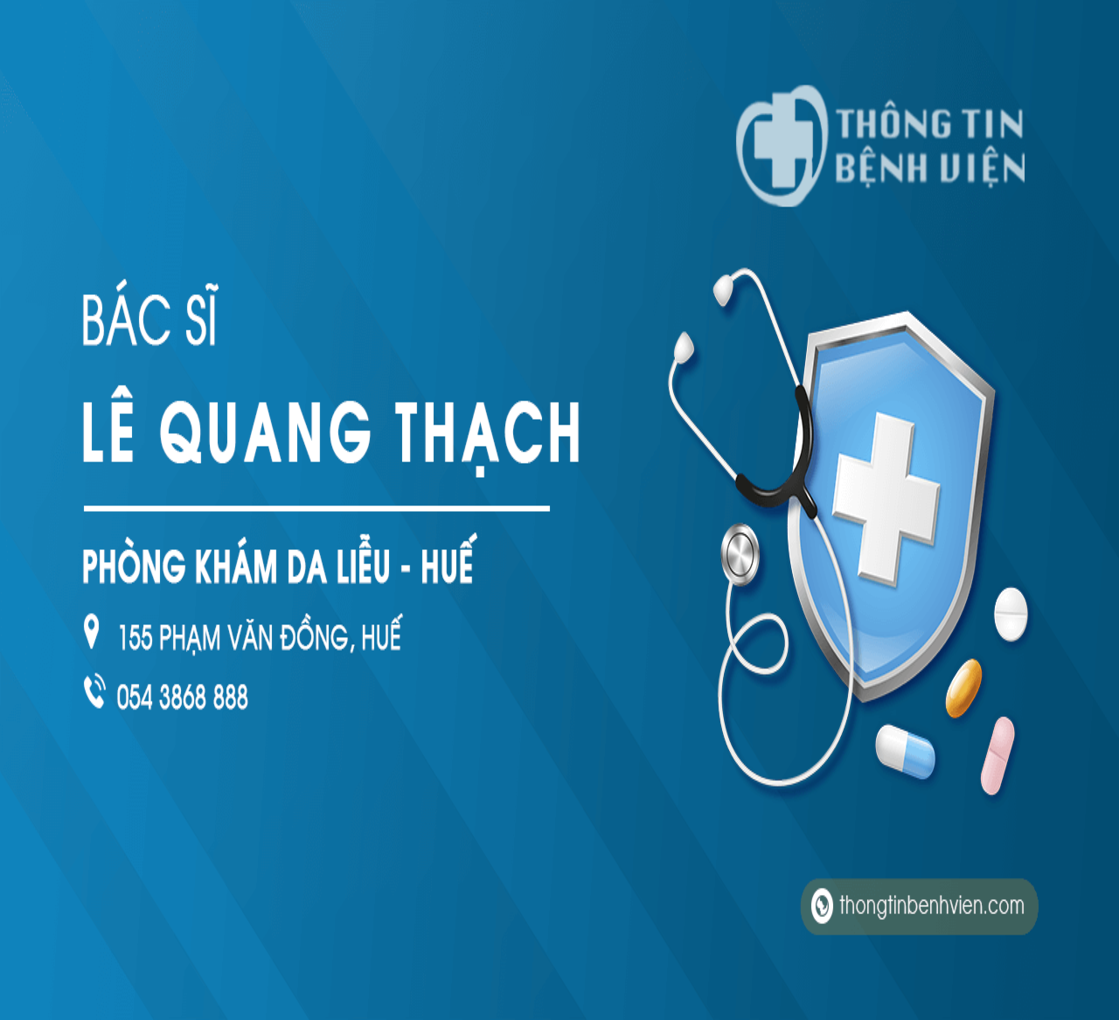 THÔNG TIN
BỆNH VIỆN
BÁC SĨ
LÊ QUANG THẠCH
PHÒNG KHÁM DA LIỄU - HUẾ
155 PHẠM VĂN ĐỒNG, HUẾ
054 3868 888
thongtinbenhvien.com